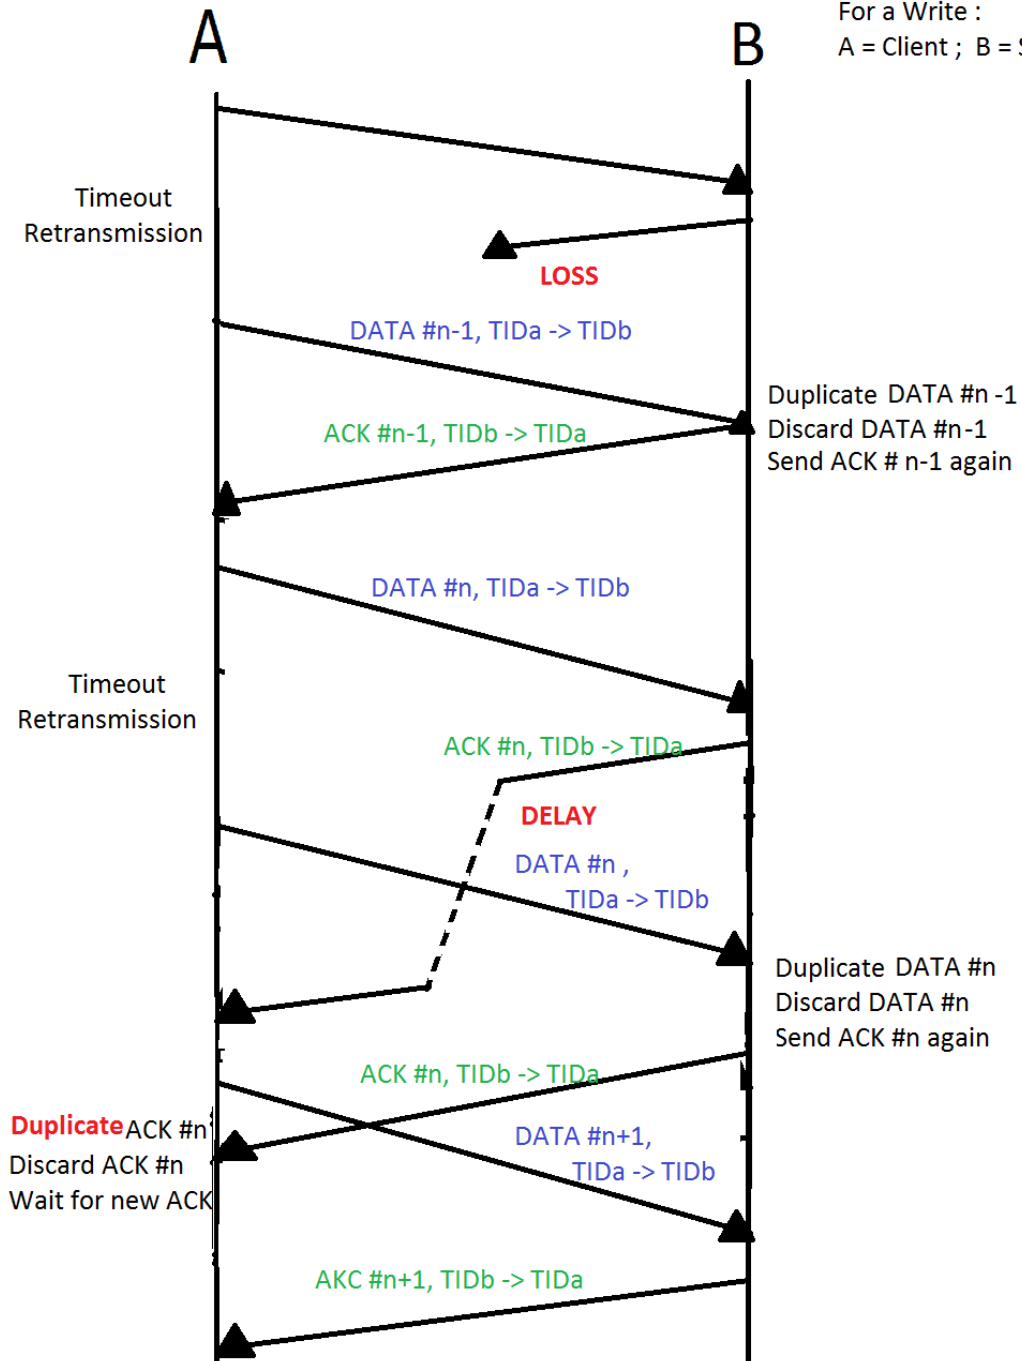 For a Write :
A = Client ; B =
A
B
Timeout
Retransmission
LOSS
DATA #n-1, TIDa -> TIDb
Duplicate DATA #n -1
Discard DATA #n-1
Send ACK # n-1 again
ACK #n-1, TIDb -> TIDa
DATA #n, TIDa -> TIDb
Timeout
Retransmission
ACK #n, TIDb -> TIDa
DELAY
DATA #n ,
TIDa -> TIDb
Duplicate DATA #n
Discard DATA #n
Send ACK #n again
ACK #n, TIDb -> TIDa
Duplicate ACK #n
Discard ACK #n
Wait for new ACK
DATA #n+1,
TIDa -> TIDb
AKC #n+1, TIDb -> TIDa